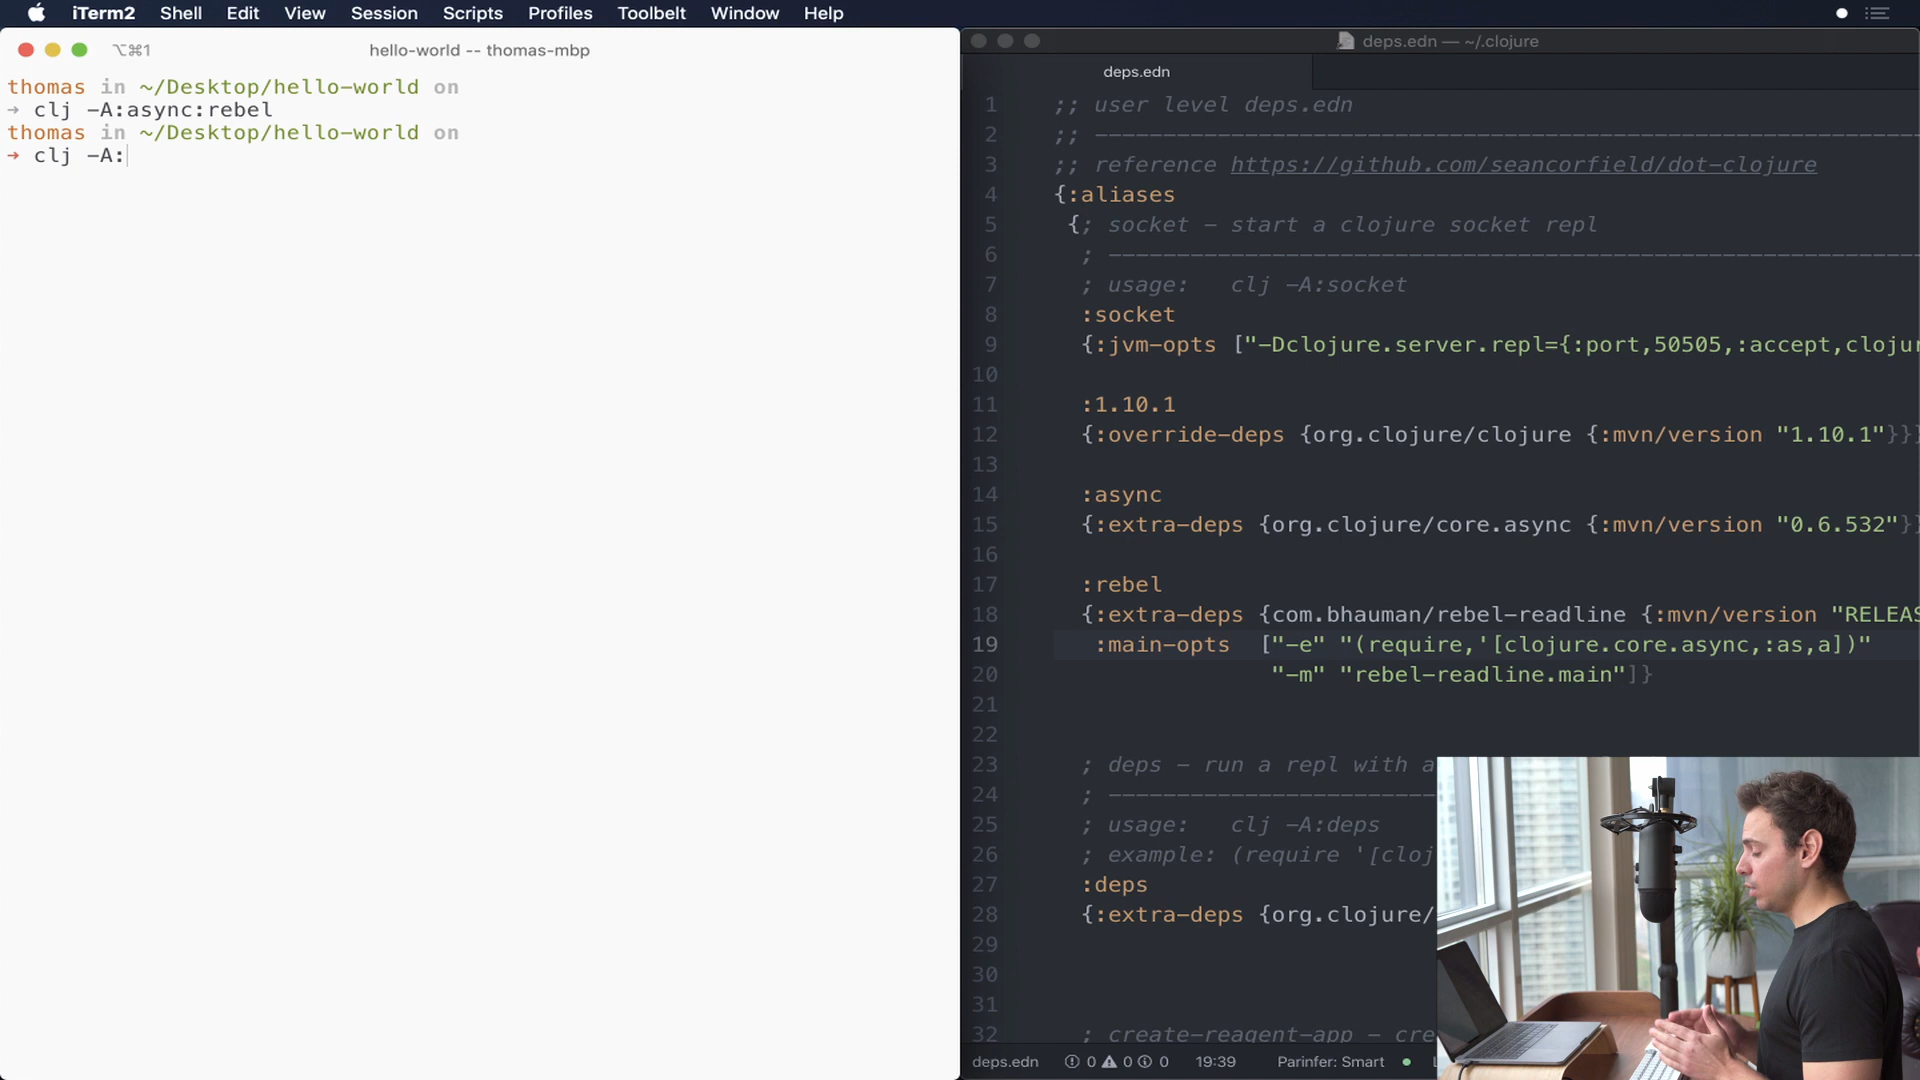 iTerm2 Shell Edit View Session Scripts Profiles Toolbelt Window Help
⌥⌘1 hello-world -- thomas-mbp
thomas in ~/Desktop/hello-world on
→ clj -A:async:rebel
thomas in ~/Desktop/hello-world on
→ clj -A:
deps.edn — ~/.clojure
deps.edn
1 ;; user level deps.edn
2 ;; ----------------------------------------------------------------
3 ;; reference https://github.com/seancorfield/dot-clojure
4 {:aliases
5 {; socket - start a clojure socket repl
6 ; ----------------------------------------------------------------
7 ; usage: clj -A:socket
8 :socket
9 {:jvm-opts ["-Dclojure.server.repl={:port,50505,:accept,clojur
10
11 :1.10.1
12 {:override-deps {org.clojure/clojure {:mvn/version "1.10.1"}}}
13
14 :async
15 {:extra-deps {org.clojure/core.async {:mvn/version "0.6.532"}}
16
17 :rebel
18 {:extra-deps {com.bhauman/rebel-readline {:mvn/version "RELEAS
19 :main-opts ["-e" "(require,'[clojure.core.async,:as,a])"
20 "-m" "rebel-readline.main"]}
21
22
23 ; deps - run a repl with a
24 ; ------------------------
25 ; usage: clj -A:deps
26 ; example: (require '[cloj
27 :deps
28 {:extra-deps {org.clojure/
29
30
31
32 ; create-reagent-app - cre
deps.edn 0 0 0 19:39 Parinfer: Smart